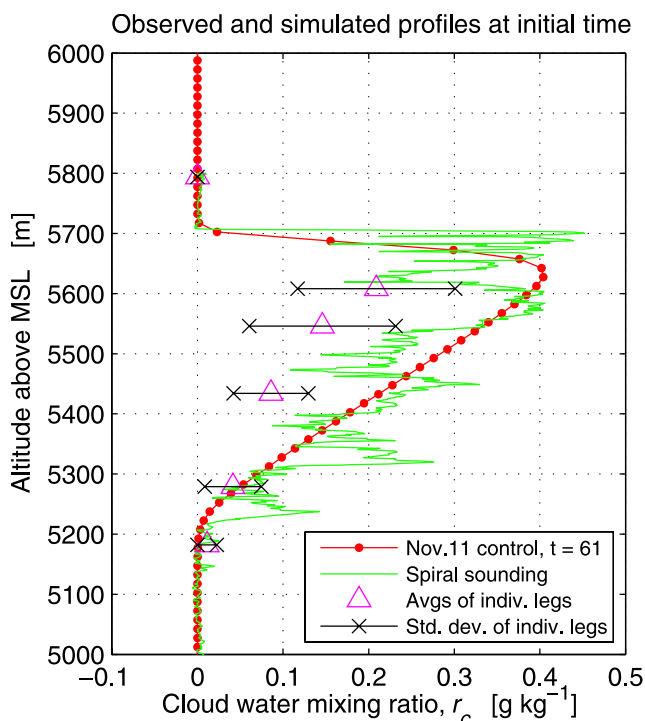 Observed and simulated profiles at initial time
6000
5900
5800
5700
5600
5500
5400
5300
5200
5100
5000
Altitude above MSL [m]
−0.1 0 0.1 0.2 0.3 0.4 0.5
Cloud water mixing ratio, r_c [g kg⁻¹]
Nov.11 control, t = 61
Spiral sounding
Avgs of indiv. legs
Std. dev. of indiv. legs